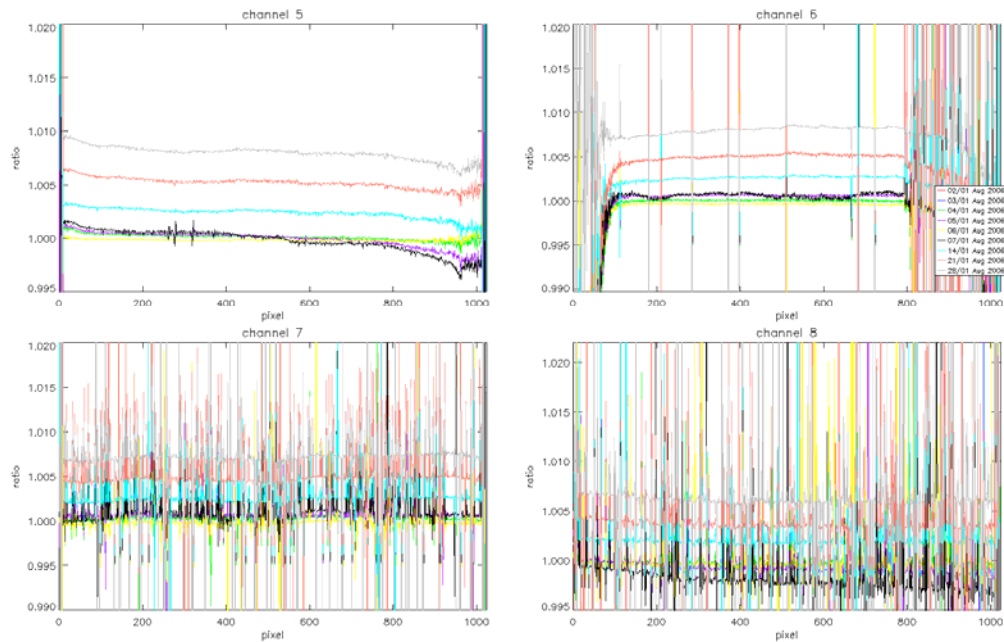 channel 5
1.020
1.015
1.010
1.005
1.000
0.995
ratio
0 200 400 600 800 1000
pixel
channel 6
1.020
1.015
1.010
1.005
1.000
0.995
0.990
ratio
02/01 Aug 2006
03/01 Aug 2006
04/01 Aug 2006
05/01 Aug 2006
06/01 Aug 2006
07/01 Aug 2006
14/01 Aug 2006
21/01 Aug 2006
28/01 Aug 2006
0 200 400 600 800 1000
pixel
channel 7
1.020
1.015
1.010
1.005
1.000
0.995
0.990
ratio
0 200 400 600 800 1000
pixel
channel 8
1.020
1.015
1.010
1.005
1.000
0.995
ratio
0 200 400 600 800 1000
pixel